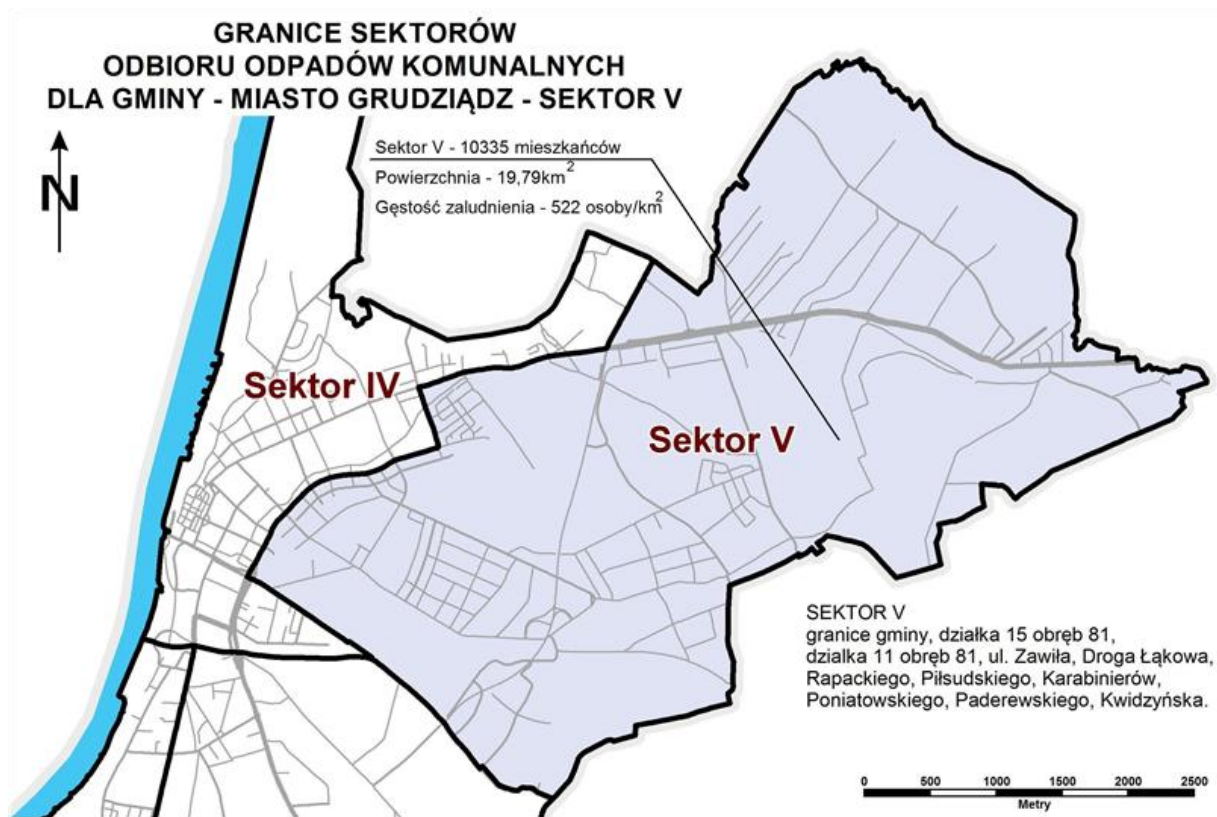 GRANICE SEKTORÓW
ODBIORU ODPADÓW KOMUNALNYCH
DLA GMINY - MIASTO GRUDZIĄDZ - SEKTOR V
N
Sektor V - 10335 mieszkańców
Powierzchnia - 19,79km2
Gęstość zaludnienia - 522 osoby/km2
Sektor IV
Sektor V
SEKTOR V
granice gminy, działka 15 obręb 81,
dzialka 11 obręb 81, ul. Zawiła, Droga Łąkowa,
Rapackiego, Piłsudskiego, Karabinierów,
Poniatowskiego, Paderewskiego, Kwidzyńska.
0 500 1000 1500 2000 2500
Metry